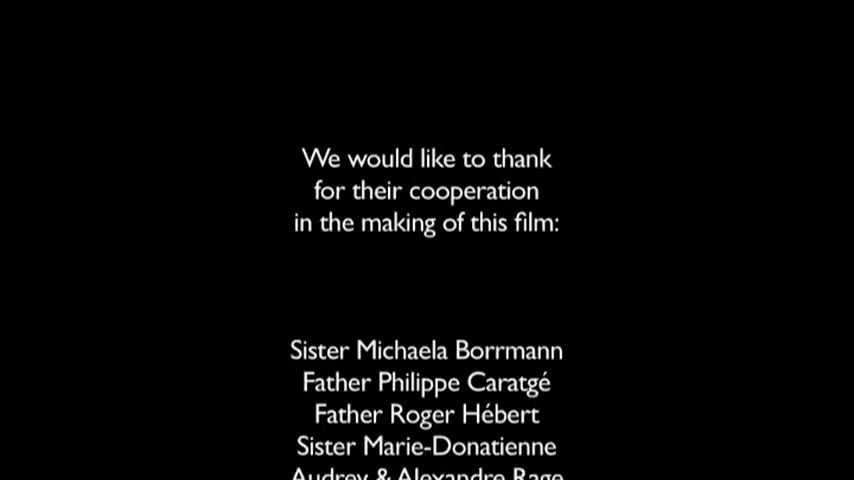 We would like to thank
for their cooperation
in the making of this film:
Sister Michaela Borrmann
Father Philippe Caratgé
Father Roger Hébert
Sister Marie-Donatienne
Audrey & Alexandre Rage